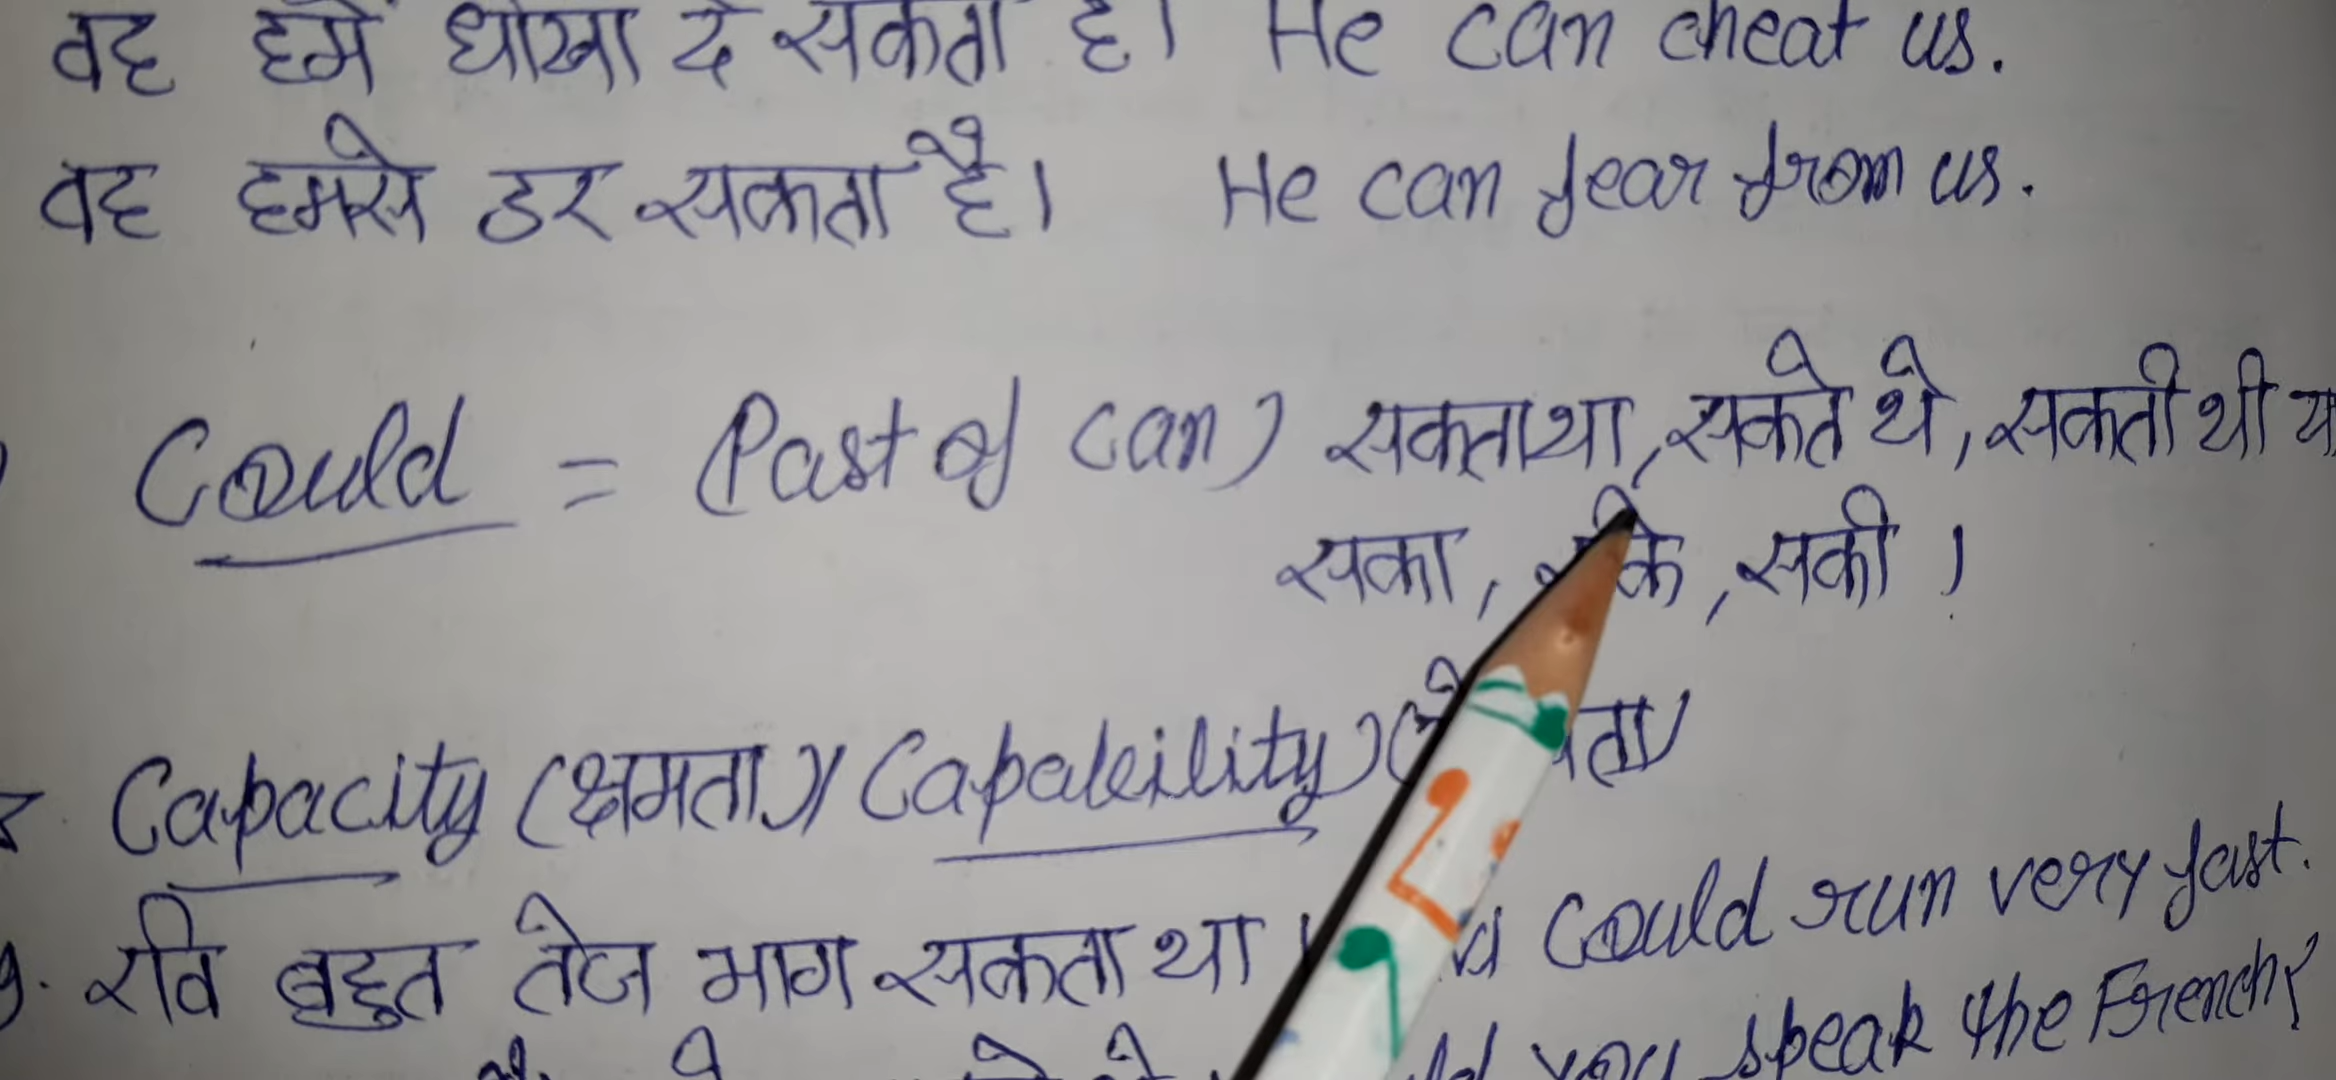 वह हमें धोखा दे सकता है। He can cheat us.
वह हमसे डर सकता है। He can fear from us.
Could = (Past of can) सकता था, सकते थे, सकती थी या
सका, सके, सकी।
Capacity (क्षमता)/ Capability)
रवि बहुत तेज भाग सकता था। could run very fast.
you speak the French?